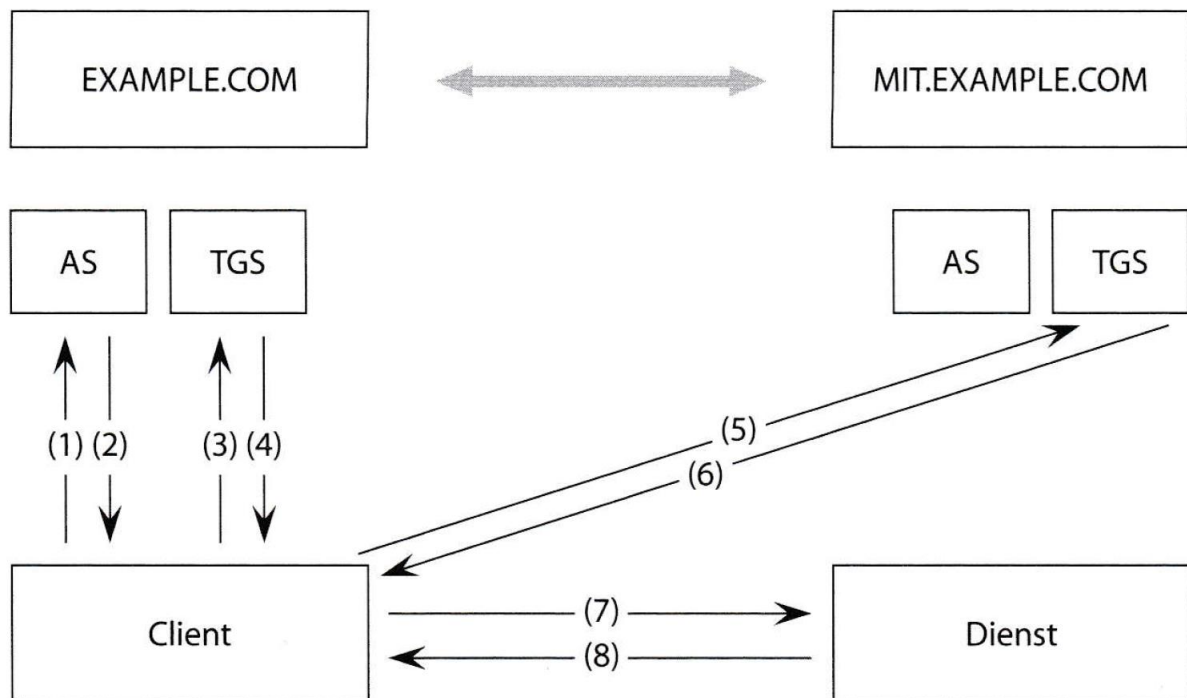 EXAMPLE.COM
MIT.EXAMPLE.COM
AS
TGS
AS
TGS
(1)
(2)
(3)
(4)
(5)
(6)
Client
(7)
(8)
Dienst